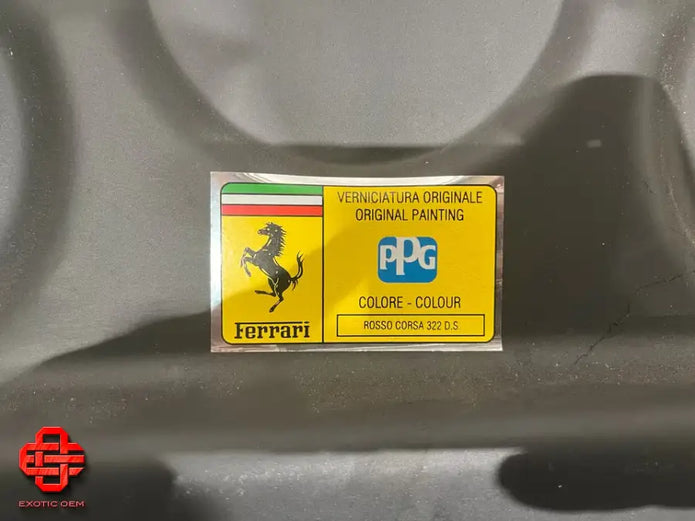 VERNICIATURA ORIGINALE
ORIGINAL PAINTING
PPG
COLORE - COLOUR
ROSSO CORSA 322 D.S.
Ferrari
EXOTIC OEM